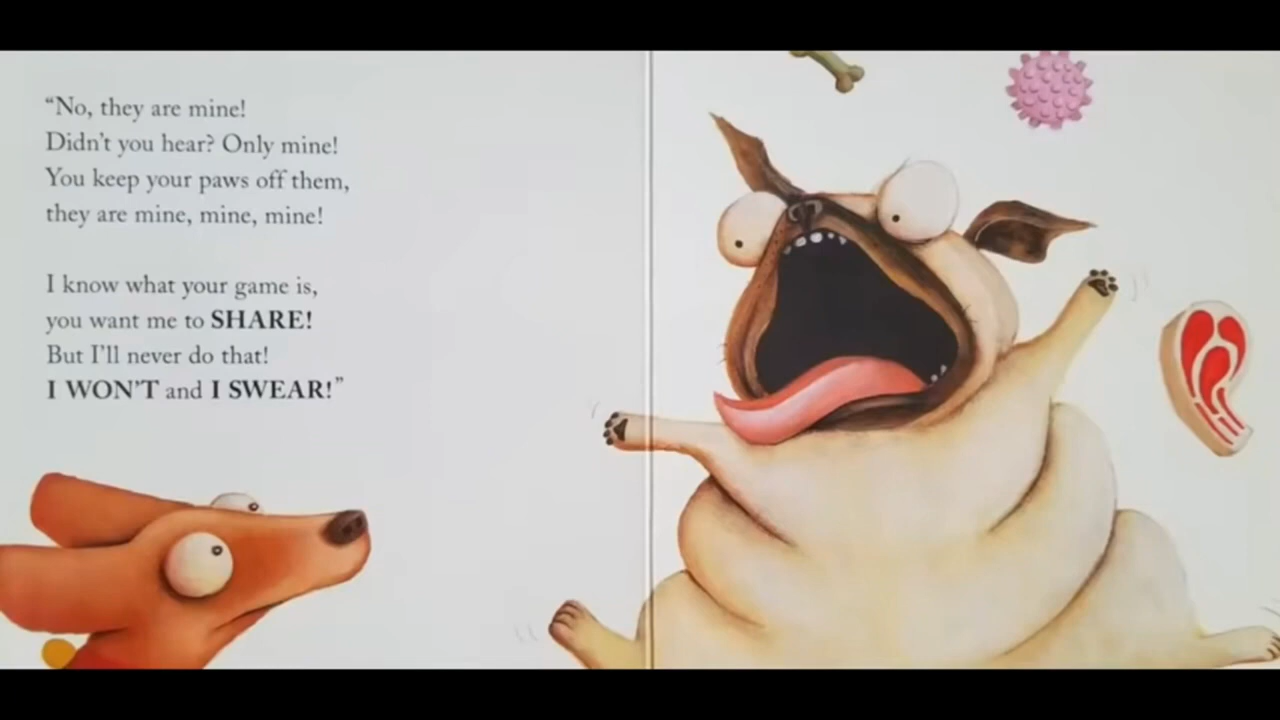 “No, they are mine!
Didn’t you hear? Only mine!
You keep your paws off them,
they are mine, mine, mine!
I know what your game is,
you want me to SHARE!
But I’ll never do that!
I WON’T and I SWEAR!”